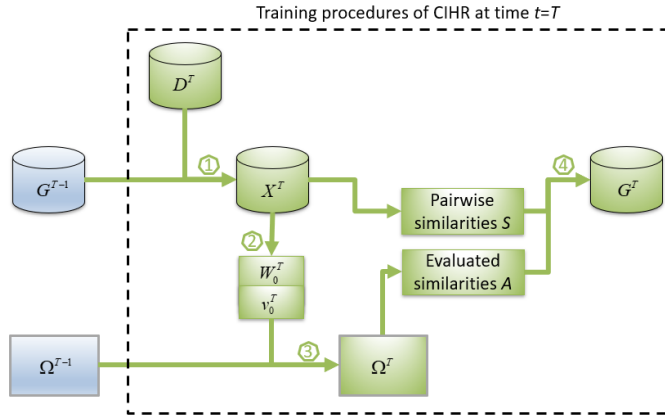 Training procedures of CIHR at time t=T
D^T
1
4
G^{T-1}
X^T
G^T
Pairwise
similarities S
2
W_0^T
Evaluated
similarities A
v_0^T
3
Ω^{T-1}
Ω^T